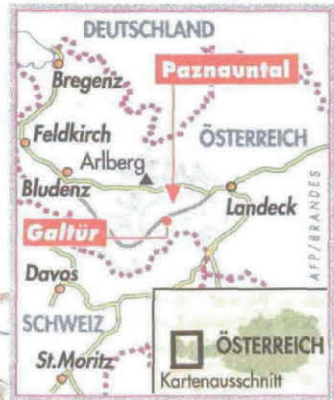 DEUTSCHLAND
Paznauntal
Bregenz
Feldkirch
ÖSTERREICH
Arlberg
Bludenz
Landeck
Galtür
AFP/BRANDES
Davos
SCHWEIZ
ÖSTERREICH
St.Moritz
Kartenausschnitt